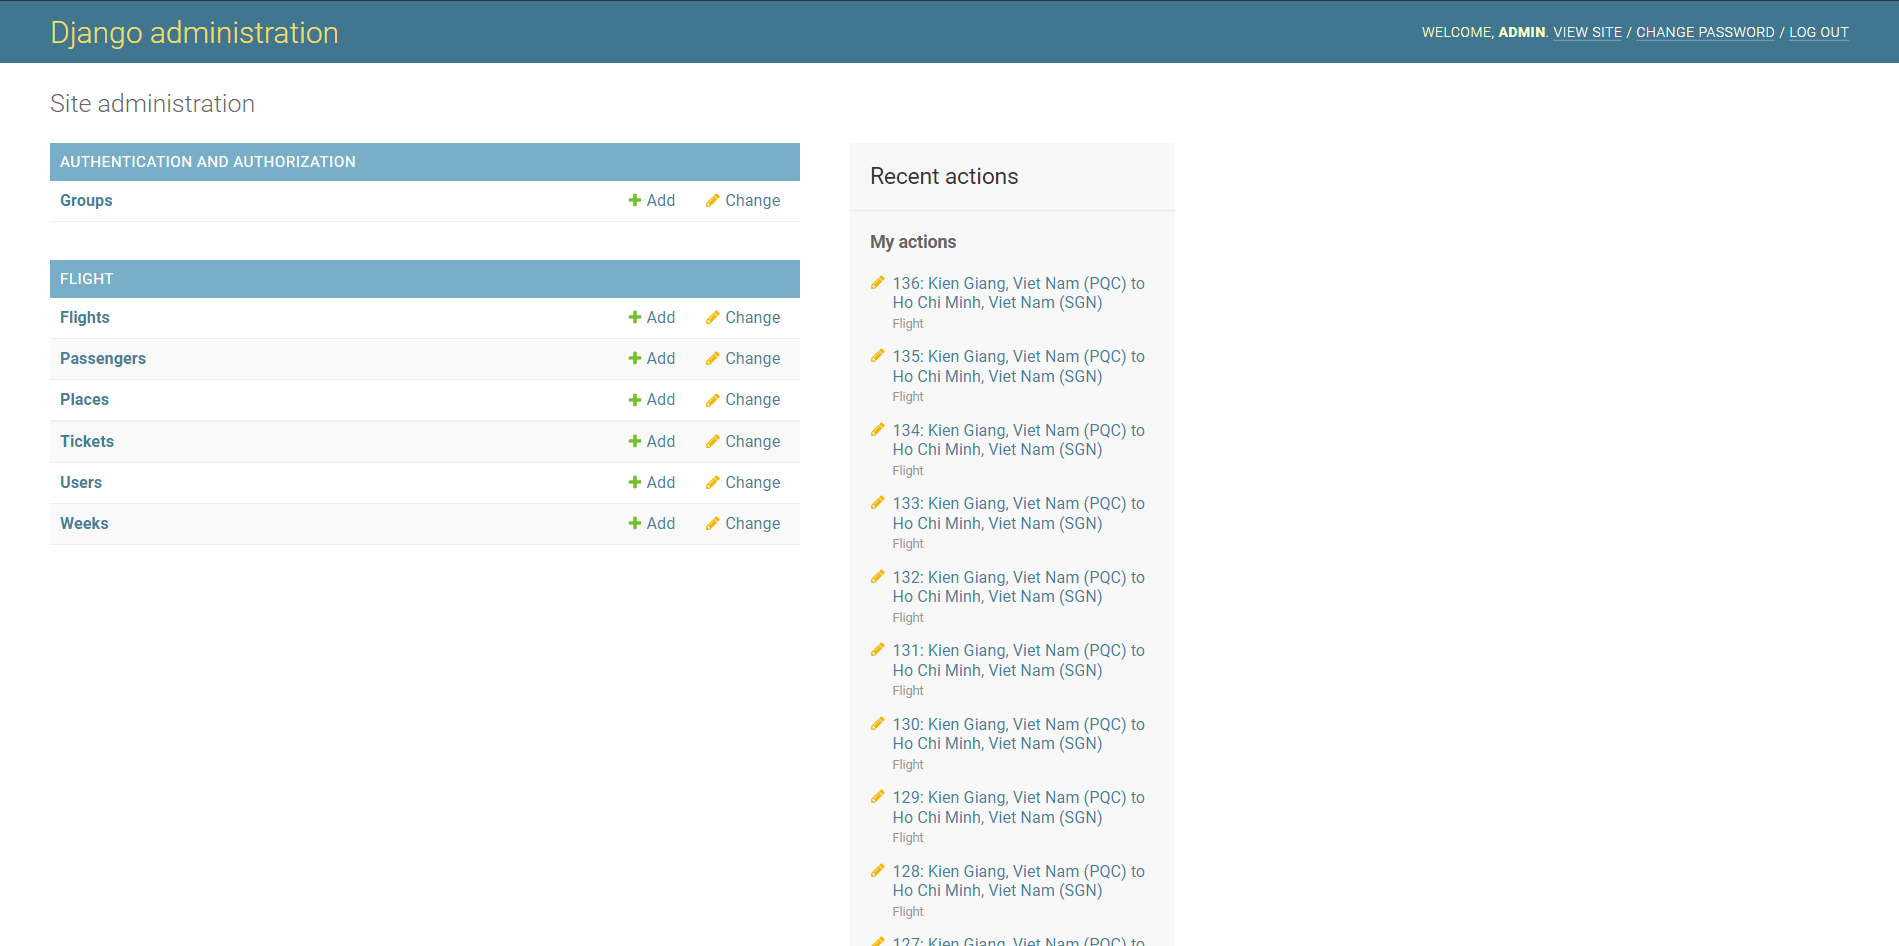 Django administration
WELCOME, ADMIN. VIEW SITE / CHANGE PASSWORD / LOG OUT
Site administration
AUTHENTICATION AND AUTHORIZATION
Groups Add Change
FLIGHT
Flights Add Change
Passengers Add Change
Places Add Change
Tickets Add Change
Users Add Change
Weeks Add Change
Recent actions
My actions
136: Kien Giang, Viet Nam (PQC) to
Ho Chi Minh, Viet Nam (SGN)
Flight
135: Kien Giang, Viet Nam (PQC) to
Ho Chi Minh, Viet Nam (SGN)
Flight
134: Kien Giang, Viet Nam (PQC) to
Ho Chi Minh, Viet Nam (SGN)
Flight
133: Kien Giang, Viet Nam (PQC) to
Ho Chi Minh, Viet Nam (SGN)
Flight
132: Kien Giang, Viet Nam (PQC) to
Ho Chi Minh, Viet Nam (SGN)
Flight
131: Kien Giang, Viet Nam (PQC) to
Ho Chi Minh, Viet Nam (SGN)
Flight
130: Kien Giang, Viet Nam (PQC) to
Ho Chi Minh, Viet Nam (SGN)
Flight
129: Kien Giang, Viet Nam (PQC) to
Ho Chi Minh, Viet Nam (SGN)
Flight
128: Kien Giang, Viet Nam (PQC) to
Ho Chi Minh, Viet Nam (SGN)
Flight
127: Kien Giang, Viet Nam (PQC) to